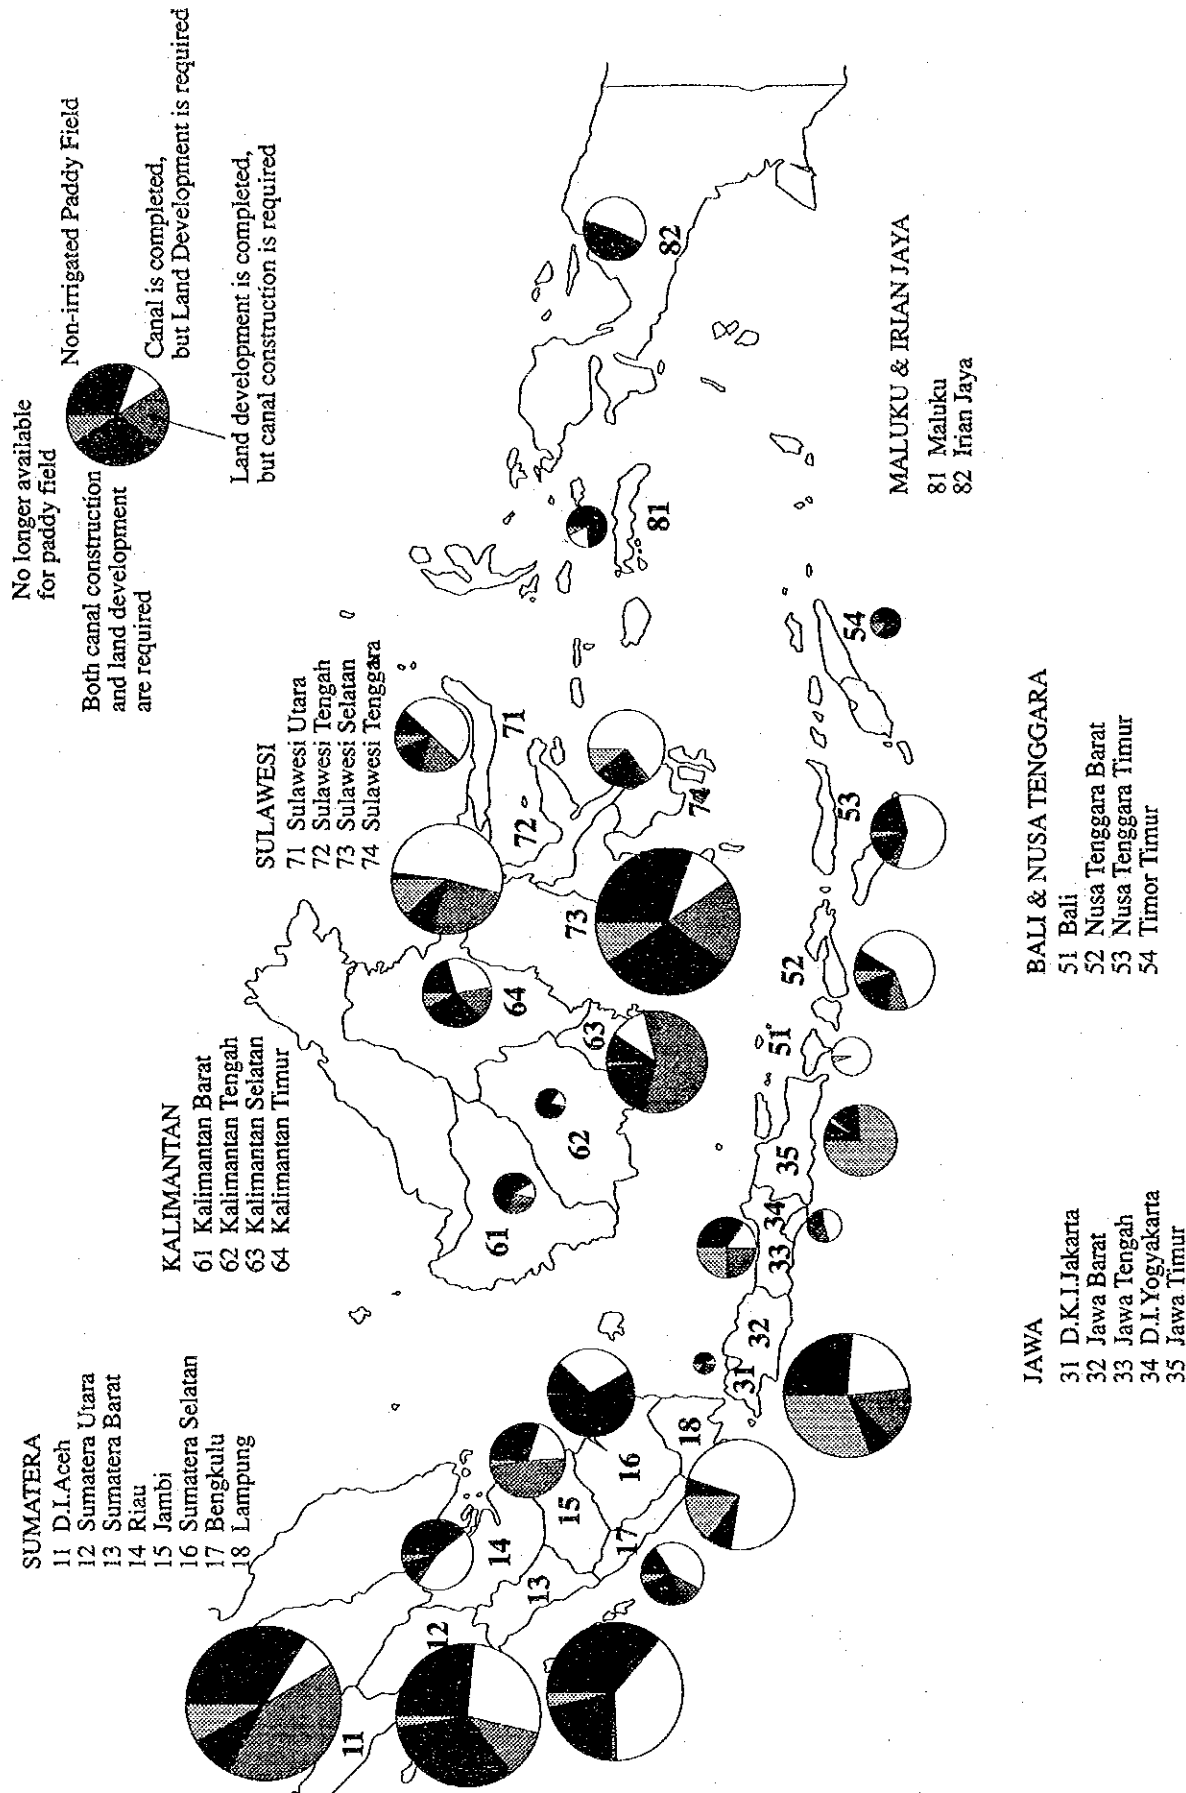 No longer available
for paddy field
Non-irrigated Paddy Field
Both canal construction
and land development
are required
Canal is completed,
but Land Development is required
Land development is completed,
but canal construction is required
SUMATERA
11 D.I.Aceh
12 Sumatera Utara
13 Sumatera Barat
14 Riau
15 Jambi
16 Sumatera Selatan
17 Bengkulu
18 Lampung
KALIMANTAN
61 Kalimantan Barat
62 Kalimantan Tengah
63 Kalimantan Selatan
64 Kalimantan Timur
SULAWESI
71 Sulawesi Utara
72 Sulawesi Tengah
73 Sulawesi Selatan
74 Sulawesi Tenggara
11
12
13
14
15
16
17
18
61
62
63
64
71
72
73
74
81
82
31
32
33
34
35
51
52
53
54
JAWA
31 D.K.I.Jakarta
32 Jawa Barat
33 Jawa Tengah
34 D.I.Yogyakarta
35 Jawa Timur
BALI & NUSA TENGGARA
51 Bali
52 Nusa Tenggara Barat
53 Nusa Tenggara Timur
54 Timor Timur
MALUKU & IRIAN JAYA
81 Maluku
82 Irian Jaya